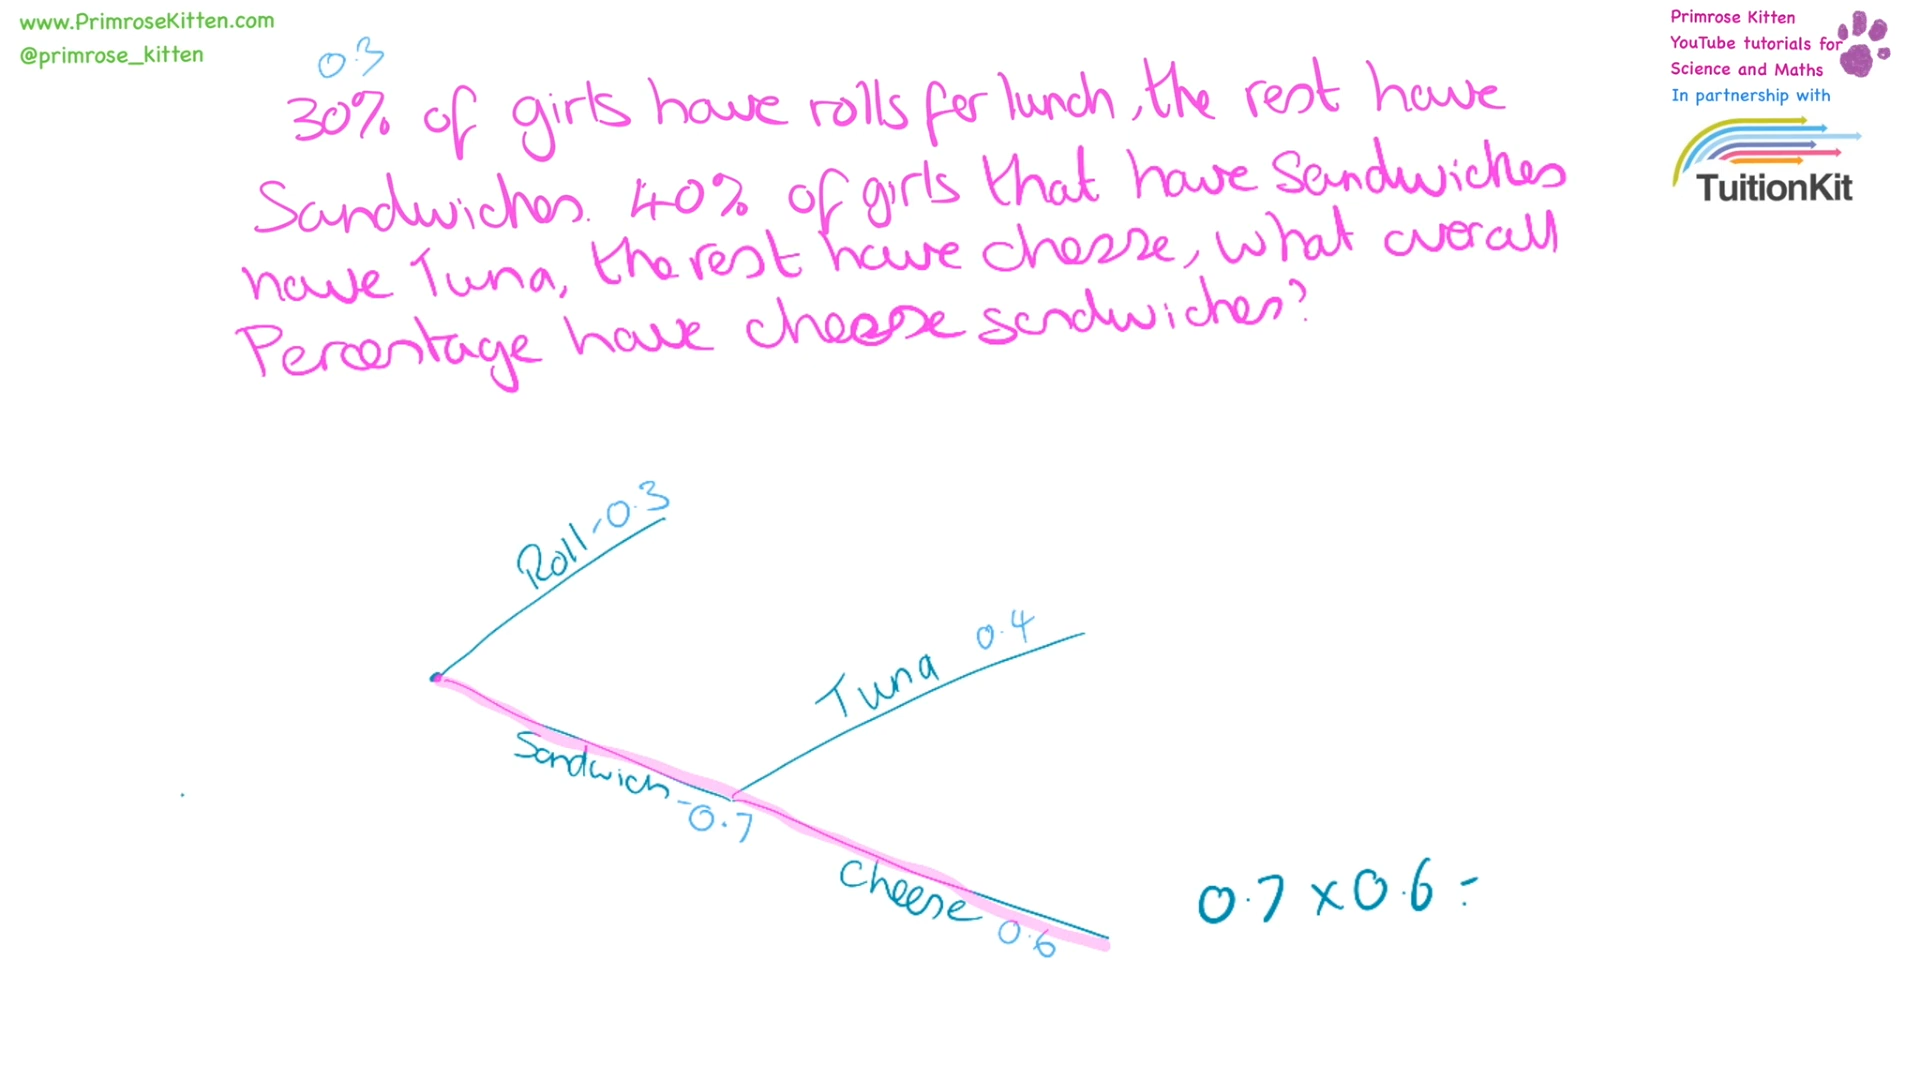 www.PrimroseKitten.com
@primrose_kitten
Primrose Kitten
YouTube tutorials for
Science and Maths
In partnership with
TuitionKit
0.3
30% of girls have rolls for lunch, the rest have
Sandwiches. 40% of girls that have Sandwiches
have Tuna, the rest have cheese, what overall
Percentage have cheese sandwiches?
Roll - 0.3
Tuna 0.4
Sandwich - 0.7
Cheese 0.6
0.7 x 0.6 =